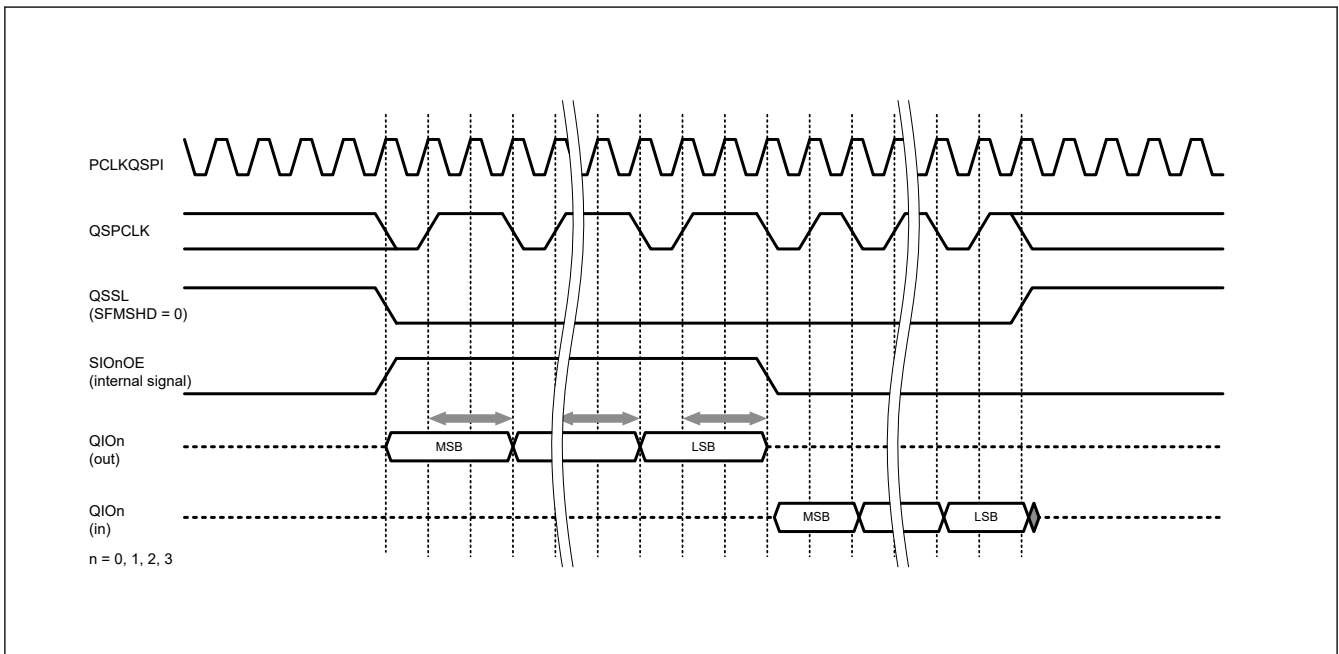 PCLKQSPI
QSPCLK
QSSL
(SFMSHD = 0)
SIOnOE
(internal signal)
QIOn
(out)
MSB
LSB
QIOn
(in)
MSB
LSB
n = 0, 1, 2, 3